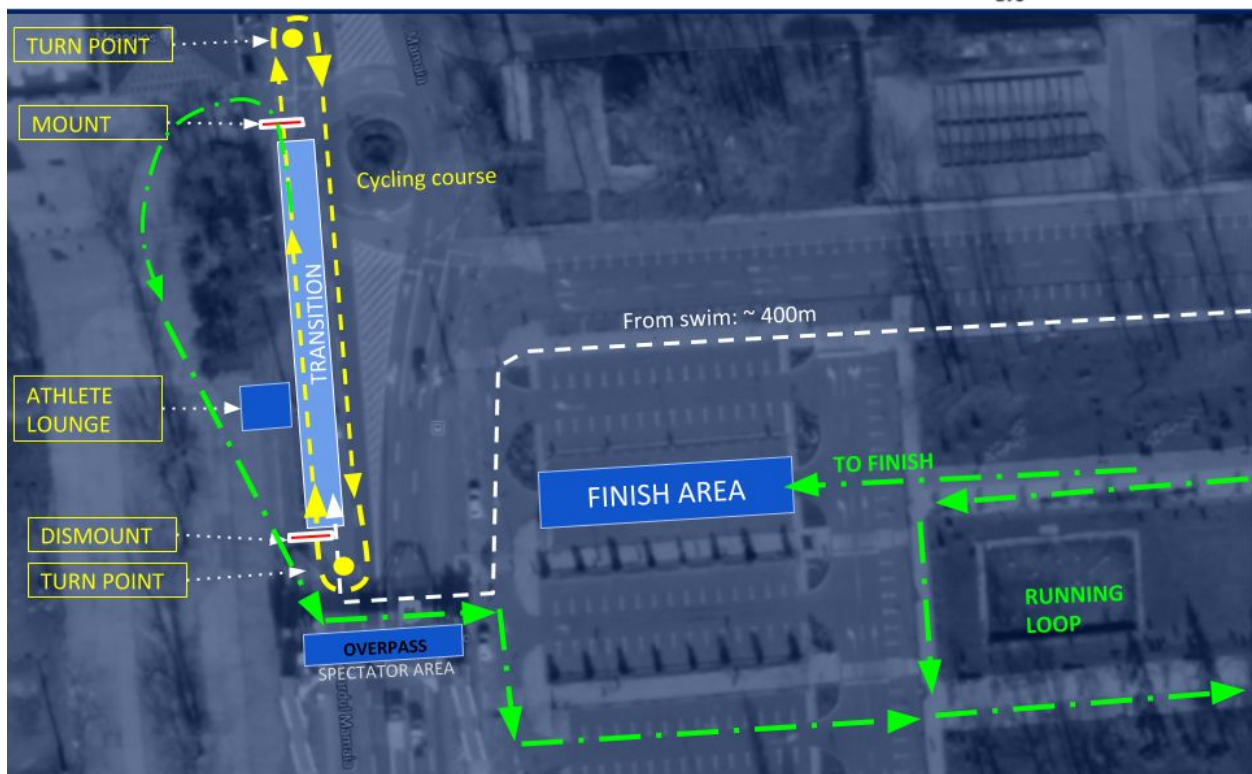 TURN POINT
MOUNT
Cycling course
TRANSITION
From swim: ~ 400m
ATHLETE
LOUNGE
TO FINISH
FINISH AREA
DISMOUNT
TURN POINT
RUNNING
LOOP
OVERPASS
SPECTATOR AREA
Mamaia